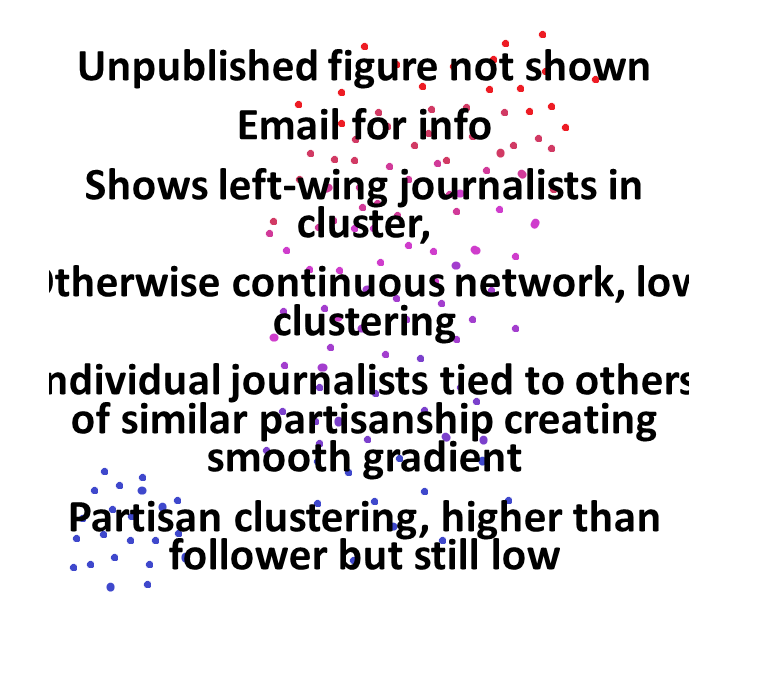 Unpublished figure not shown
Email for info
Shows left-wing journalists in
cluster,
Otherwise continuous network, low
clustering
ndividual journalists tied to others
of similar partisanship creating
smooth gradient
Partisan clustering, higher than
follower but still low